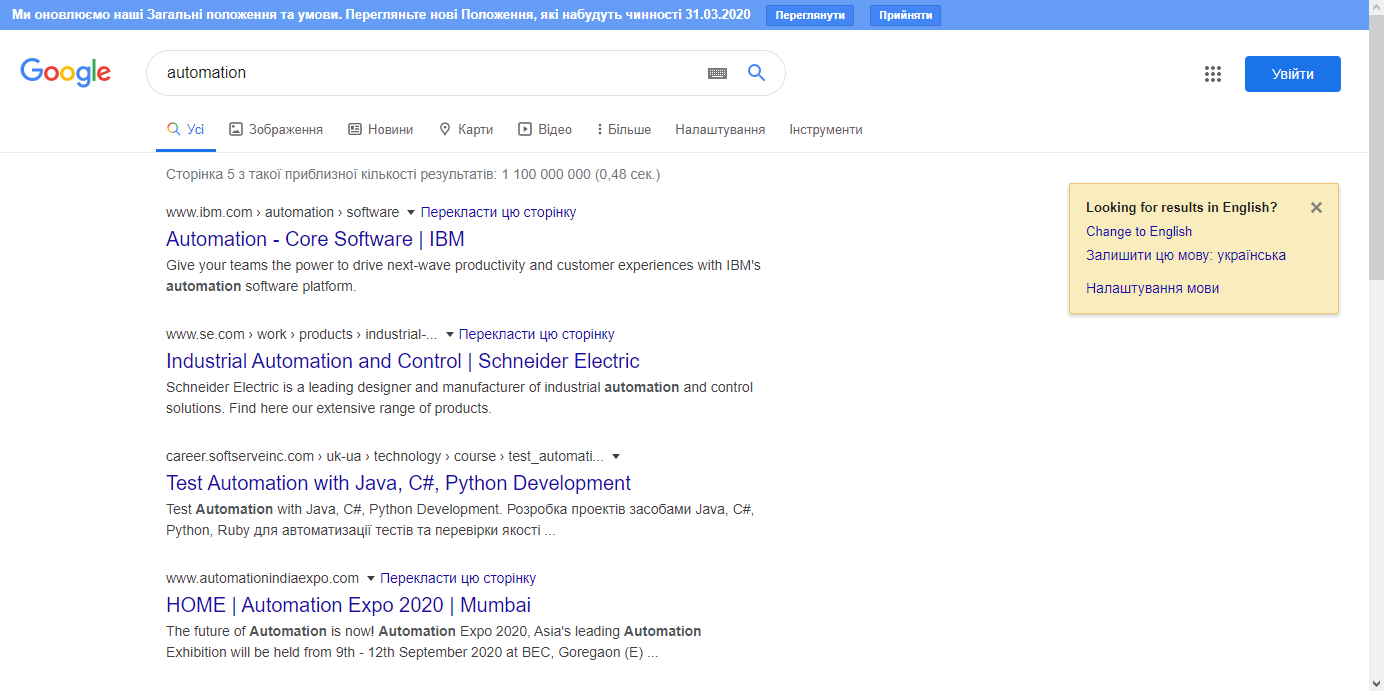 Ми оновлюємо наші Загальні положення та умови. Перегляньте нові Положення, які набудуть чинності 31.03.2020 Переглянути Прийняти
Google
automation
Увійти
Усі Зображення Новини Карти Відео Більше Налаштування Інструменти
Сторінка 5 з такої приблизної кількості результатів: 1 100 000 000 (0,48 сек.)
www.ibm.com › automation › software Перекласти цю сторінку
Automation - Core Software | IBM
Give your teams the power to drive next-wave productivity and customer experiences with IBM's
automation software platform.
www.se.com › work › products › industrial-... Перекласти цю сторінку
Industrial Automation and Control | Schneider Electric
Schneider Electric is a leading designer and manufacturer of industrial automation and control
solutions. Find here our extensive range of products.
career.softserveinc.com › uk-ua › technology › course › test_automati...
Test Automation with Java, C#, Python Development
Test Automation with Java, C#, Python Development. Розробка проектів засобами Java, C#,
Python, Ruby для автоматизації тестів та перевірки якості ...
www.automationindiaexpo.com Перекласти цю сторінку
HOME | Automation Expo 2020 | Mumbai
The future of Automation is now! Automation Expo 2020, Asia's leading Automation
Exhibition will be held from 9th - 12th September 2020 at BEC, Goregaon (E) ...
Looking for results in English?
Change to English
Залишити цю мову: українська
Налаштування мови